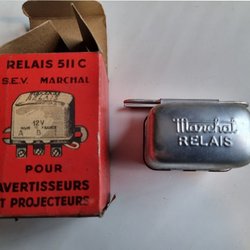 RELAIS 511 C
S.E.V. MARCHAL
12V
A B
POUR
AVERTISSEURS
ET PROJECTEURS
Marchal
RELAIS